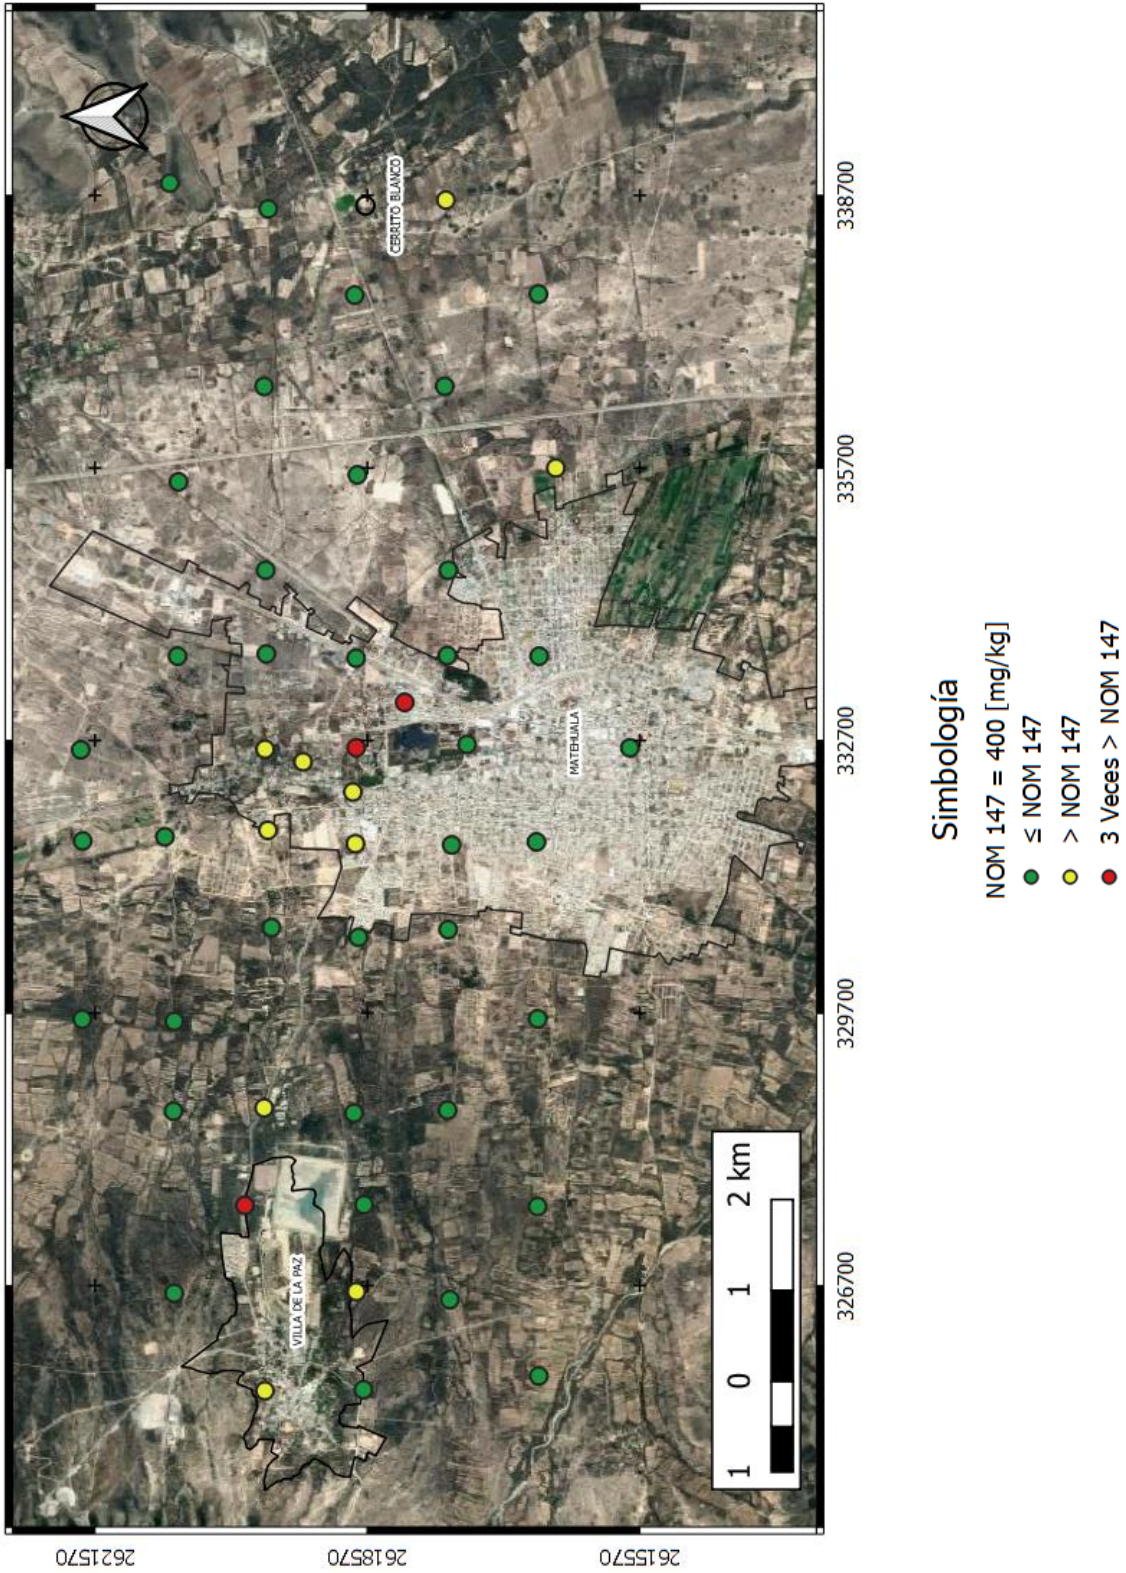 CERRITO BLANCO
MATEHUALA
VILLA DE LA PAZ
338700
335700
332700
329700
326700
2621570
2618570
2615570
1 0 1 2 km
Simbología
NOM 147 = 400 [mg/kg]
≤ NOM 147
> NOM 147
3 Veces > NOM 147